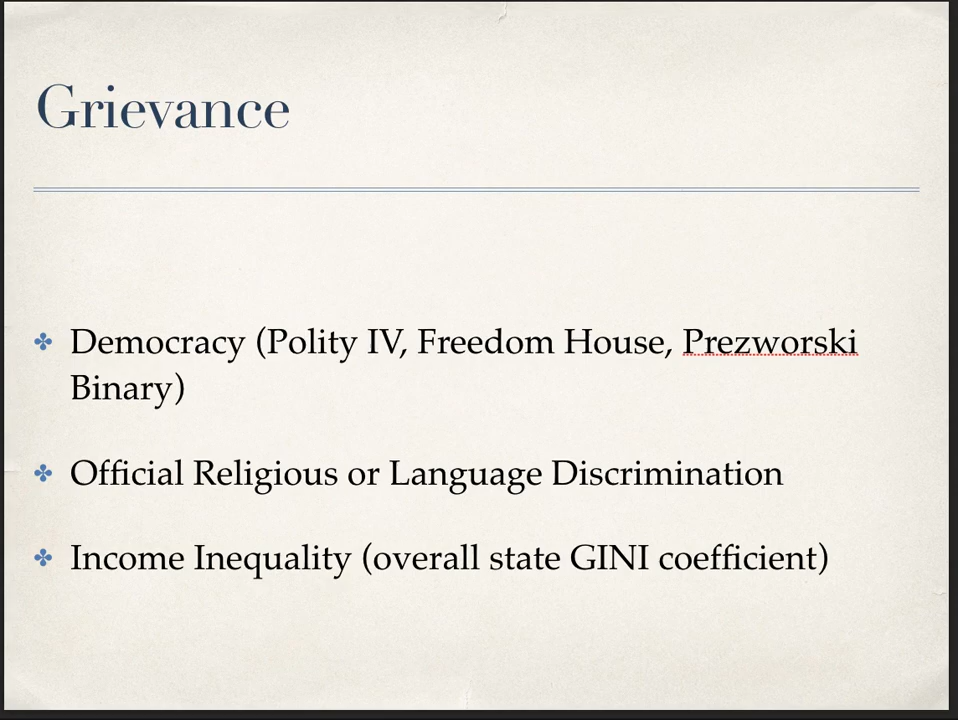 Grievance
Democracy (Polity IV, Freedom House, Prezworski
Binary)
Official Religious or Language Discrimination
Income Inequality (overall state GINI coefficient)